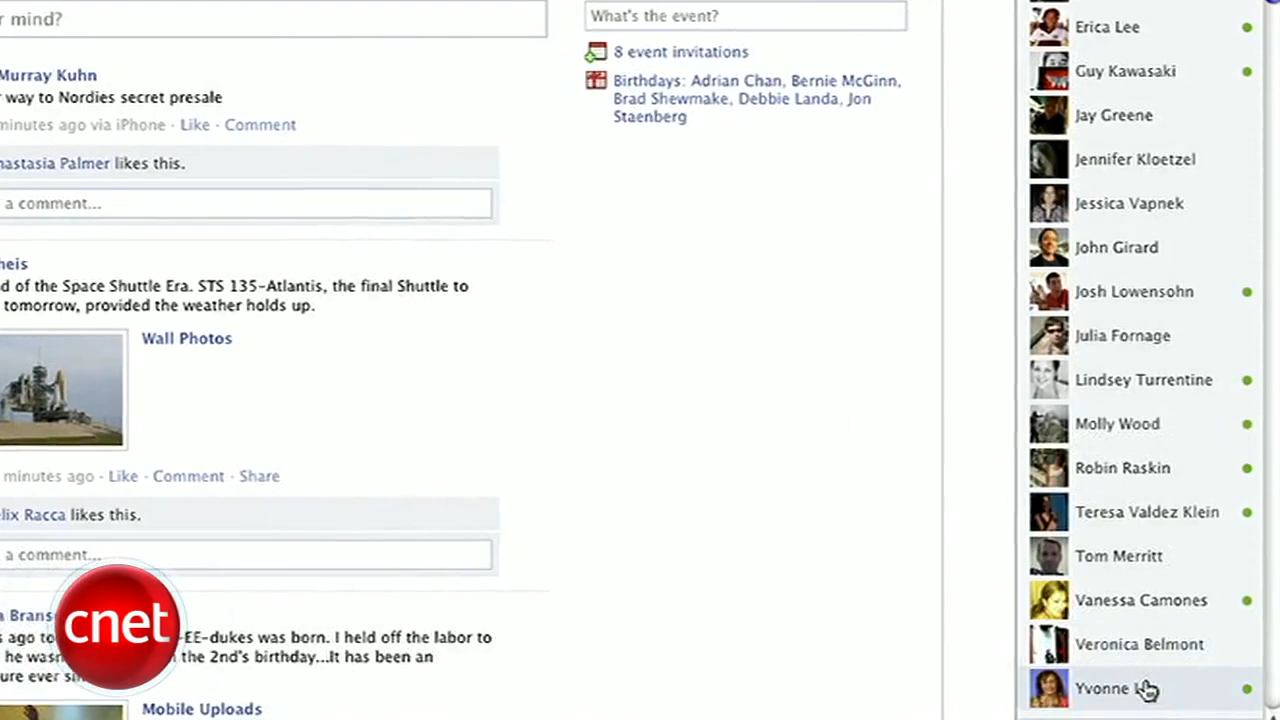 r mind?
Murray Kuhn
r way to Nordies secret presale
minutes ago via iPhone · Like · Comment
nastasia Palmer likes this.
a comment...
heis
d of the Space Shuttle Era. STS 135-Atlantis, the final Shuttle to
tomorrow, provided the weather holds up.
Wall Photos
minutes ago · Like · Comment · Share
elix Racca likes this.
a comment...
a Brans
s ago to -EE-dukes was born. I held off the labor to
he wasn the 2nd's birthday...It has been an
ure ever si
Mobile Uploads
cnet
What's the event?
8 event invitations
Birthdays: Adrian Chan, Bernie McGinn,
Brad Shewmake, Debbie Landa, Jon
Staenberg
Erica Lee
Guy Kawasaki
Jay Greene
Jennifer Kloetzel
Jessica Vapnek
John Girard
Josh Lowensohn
Julia Fornage
Lindsey Turrentine
Molly Wood
Robin Raskin
Teresa Valdez Klein
Tom Merritt
Vanessa Camones
Veronica Belmont
Yvonne